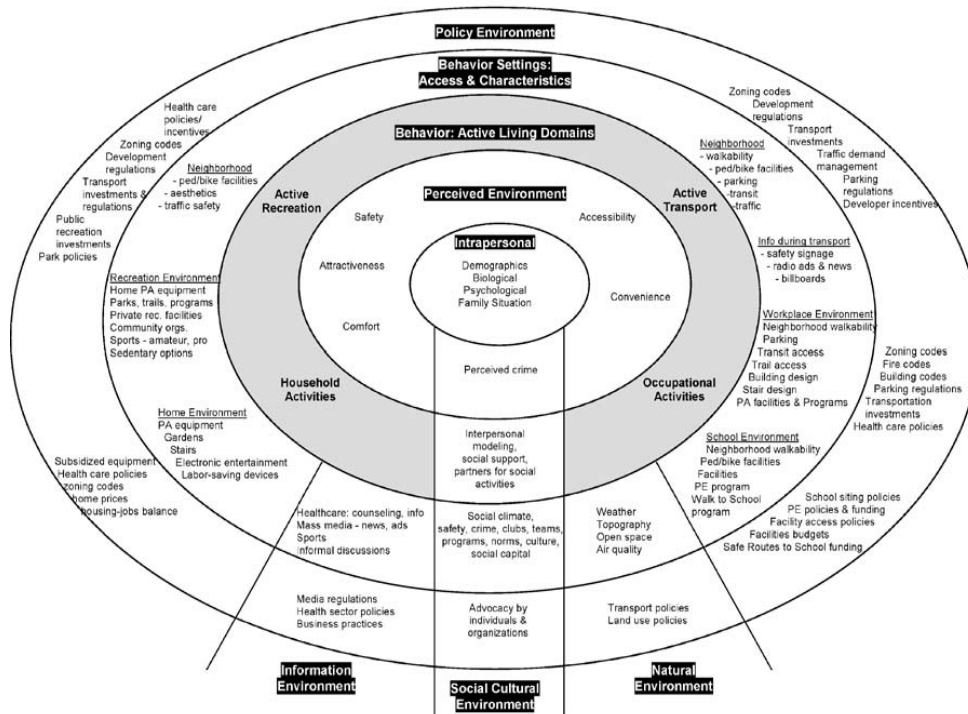 Policy Environment
Behavior Settings:
Access & Characteristics
Behavior: Active Living Domains
Perceived Environment
Intrapersonal
Demographics
Biological
Psychological
Family Situation
Safety
Accessibility
Attractiveness
Convenience
Comfort
Perceived crime
Active
Recreation
Active
Transport
Household
Activities
Occupational
Activities
Interpersonal
modeling,
social support,
partners for social
activities
Health care
policies/
incentives
Zoning codes
Development
regulations
Transport
investments &
regulations
Public
recreation
investments
Park policies
Neighborhood
- ped/bike facilities
- aesthetics
- traffic safety
Recreation Environment
Home PA equipment
Parks, trails, programs
Private rec. facilities
Community orgs.
Sports - amateur, pro
Sedentary options
Home Environment
PA equipment
Gardens
Stairs
Electronic entertainment
Labor-saving devices
Subsidized equipment
Health care policies
zoning codes
home prices
housing-jobs balance
Zoning codes
Development
regulations
Transport
investments
Traffic demand
management
Parking
regulations
Developer incentives
Neighborhood
- walkability
- ped/bike facilities
- parking
-transit
-traffic
Info during transport
- safety signage
- radio ads & news
- billboards
Workplace Environment
Neighborhood walkability
Parking
Transit access
Trail access
Building design
Stair design
PA facilities & Programs
Zoning codes
Fire codes
Building codes
Parking regulations
Transportation
investments
Health care policies
School Environment
Neighborhood walkability
Ped/bike facilities
Facilities
PE program
Walk to School
program
School siting policies
PE policies & funding
Facility access policies
Facilities budgets
Safe Routes to School funding
Healthcare: counseling, info
Mass media - news, ads
Sports
Informal discussions
Social climate,
safety, crime, clubs, teams,
programs, norms, culture,
social capital
Weather
Topography
Open space
Air quality
Media regulations
Health sector policies
Business practices
Advocacy by
individuals &
organizations
Transport policies
Land use policies
Information
Environment
Social Cultural
Environment
Natural
Environment